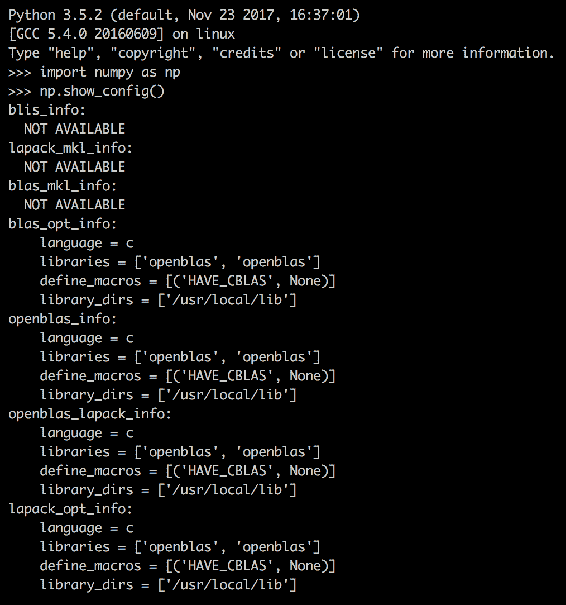 Python 3.5.2 (default, Nov 23 2017, 16:37:01)
[GCC 5.4.0 20160609] on linux
Type "help", "copyright", "credits" or "license" for more information.
>>> import numpy as np
>>> np.show_config()
blis_info:
  NOT AVAILABLE
lapack_mkl_info:
  NOT AVAILABLE
blas_mkl_info:
  NOT AVAILABLE
blas_opt_info:
    language = c
    libraries = ['openblas', 'openblas']
    define_macros = [('HAVE_CBLAS', None)]
    library_dirs = ['/usr/local/lib']
openblas_info:
    language = c
    libraries = ['openblas', 'openblas']
    define_macros = [('HAVE_CBLAS', None)]
    library_dirs = ['/usr/local/lib']
openblas_lapack_info:
    language = c
    libraries = ['openblas', 'openblas']
    define_macros = [('HAVE_CBLAS', None)]
    library_dirs = ['/usr/local/lib']
lapack_opt_info:
    language = c
    libraries = ['openblas', 'openblas']
    define_macros = [('HAVE_CBLAS', None)]
    library_dirs = ['/usr/local/lib']